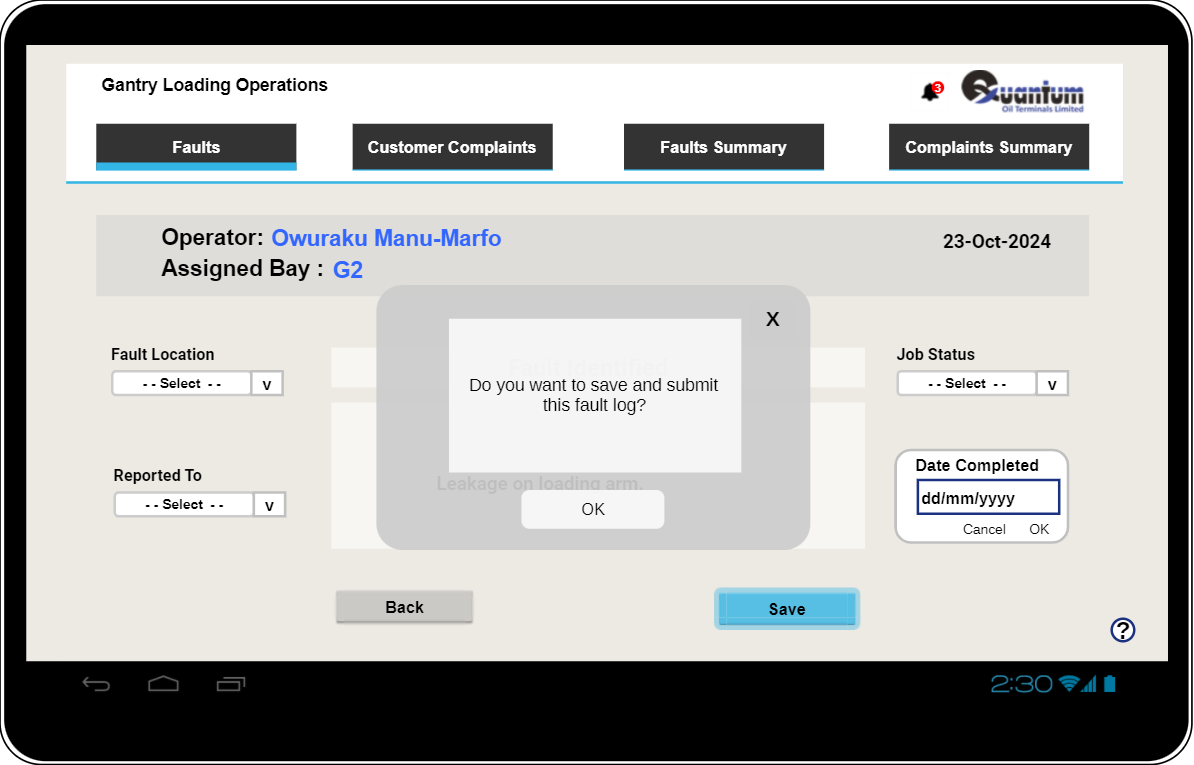 Gantry Loading Operations
3
Quantum
Oil Terminals Limited
Faults
Customer Complaints
Faults Summary
Complaints Summary
Operator: Owuraku Manu-Marfo
23-Oct-2024
Assigned Bay : G2
X
Fault Location
Fault Identified
Job Status
- - Select - -
v
Do you want to save and submit
this fault log?
- - Select - -
v
Reported To
- - Select - -
v
Leakage on loading arm.
OK
Date Completed
dd/mm/yyyy
Cancel OK
Back
Save
?
2:30